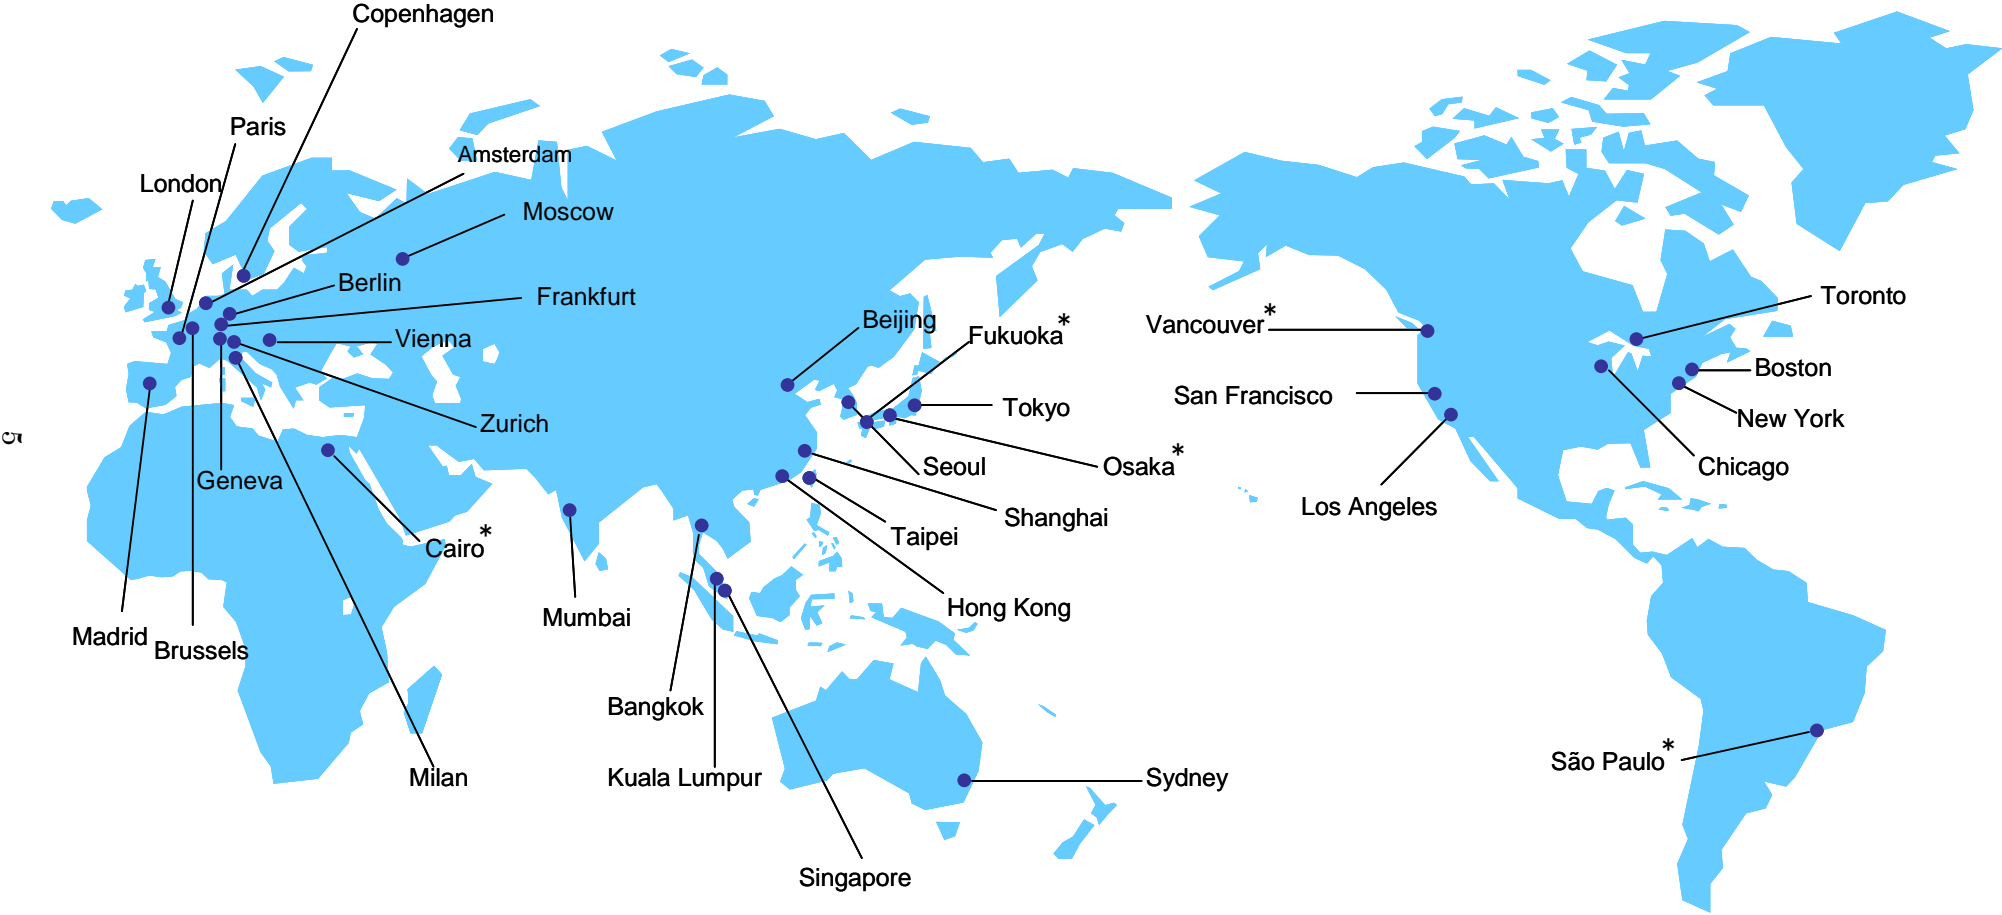 Copenhagen
Paris
Amsterdam
London
Moscow
Berlin
Frankfurt
Vienna
Zurich
Geneva
Cairo*
Madrid
Brussels
Milan
Beijing
Fukuoka*
Tokyo
Seoul
Osaka*
Shanghai
Taipei
Hong Kong
Mumbai
Bangkok
Kuala Lumpur
Singapore
Sydney
Vancouver*
San Francisco
Los Angeles
Toronto
Boston
New York
Chicago
São Paulo*
5